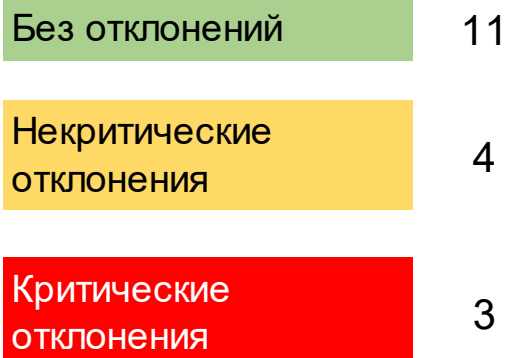 Без отклонений 11
Некритические
отклонения 4
Критические
отклонения 3